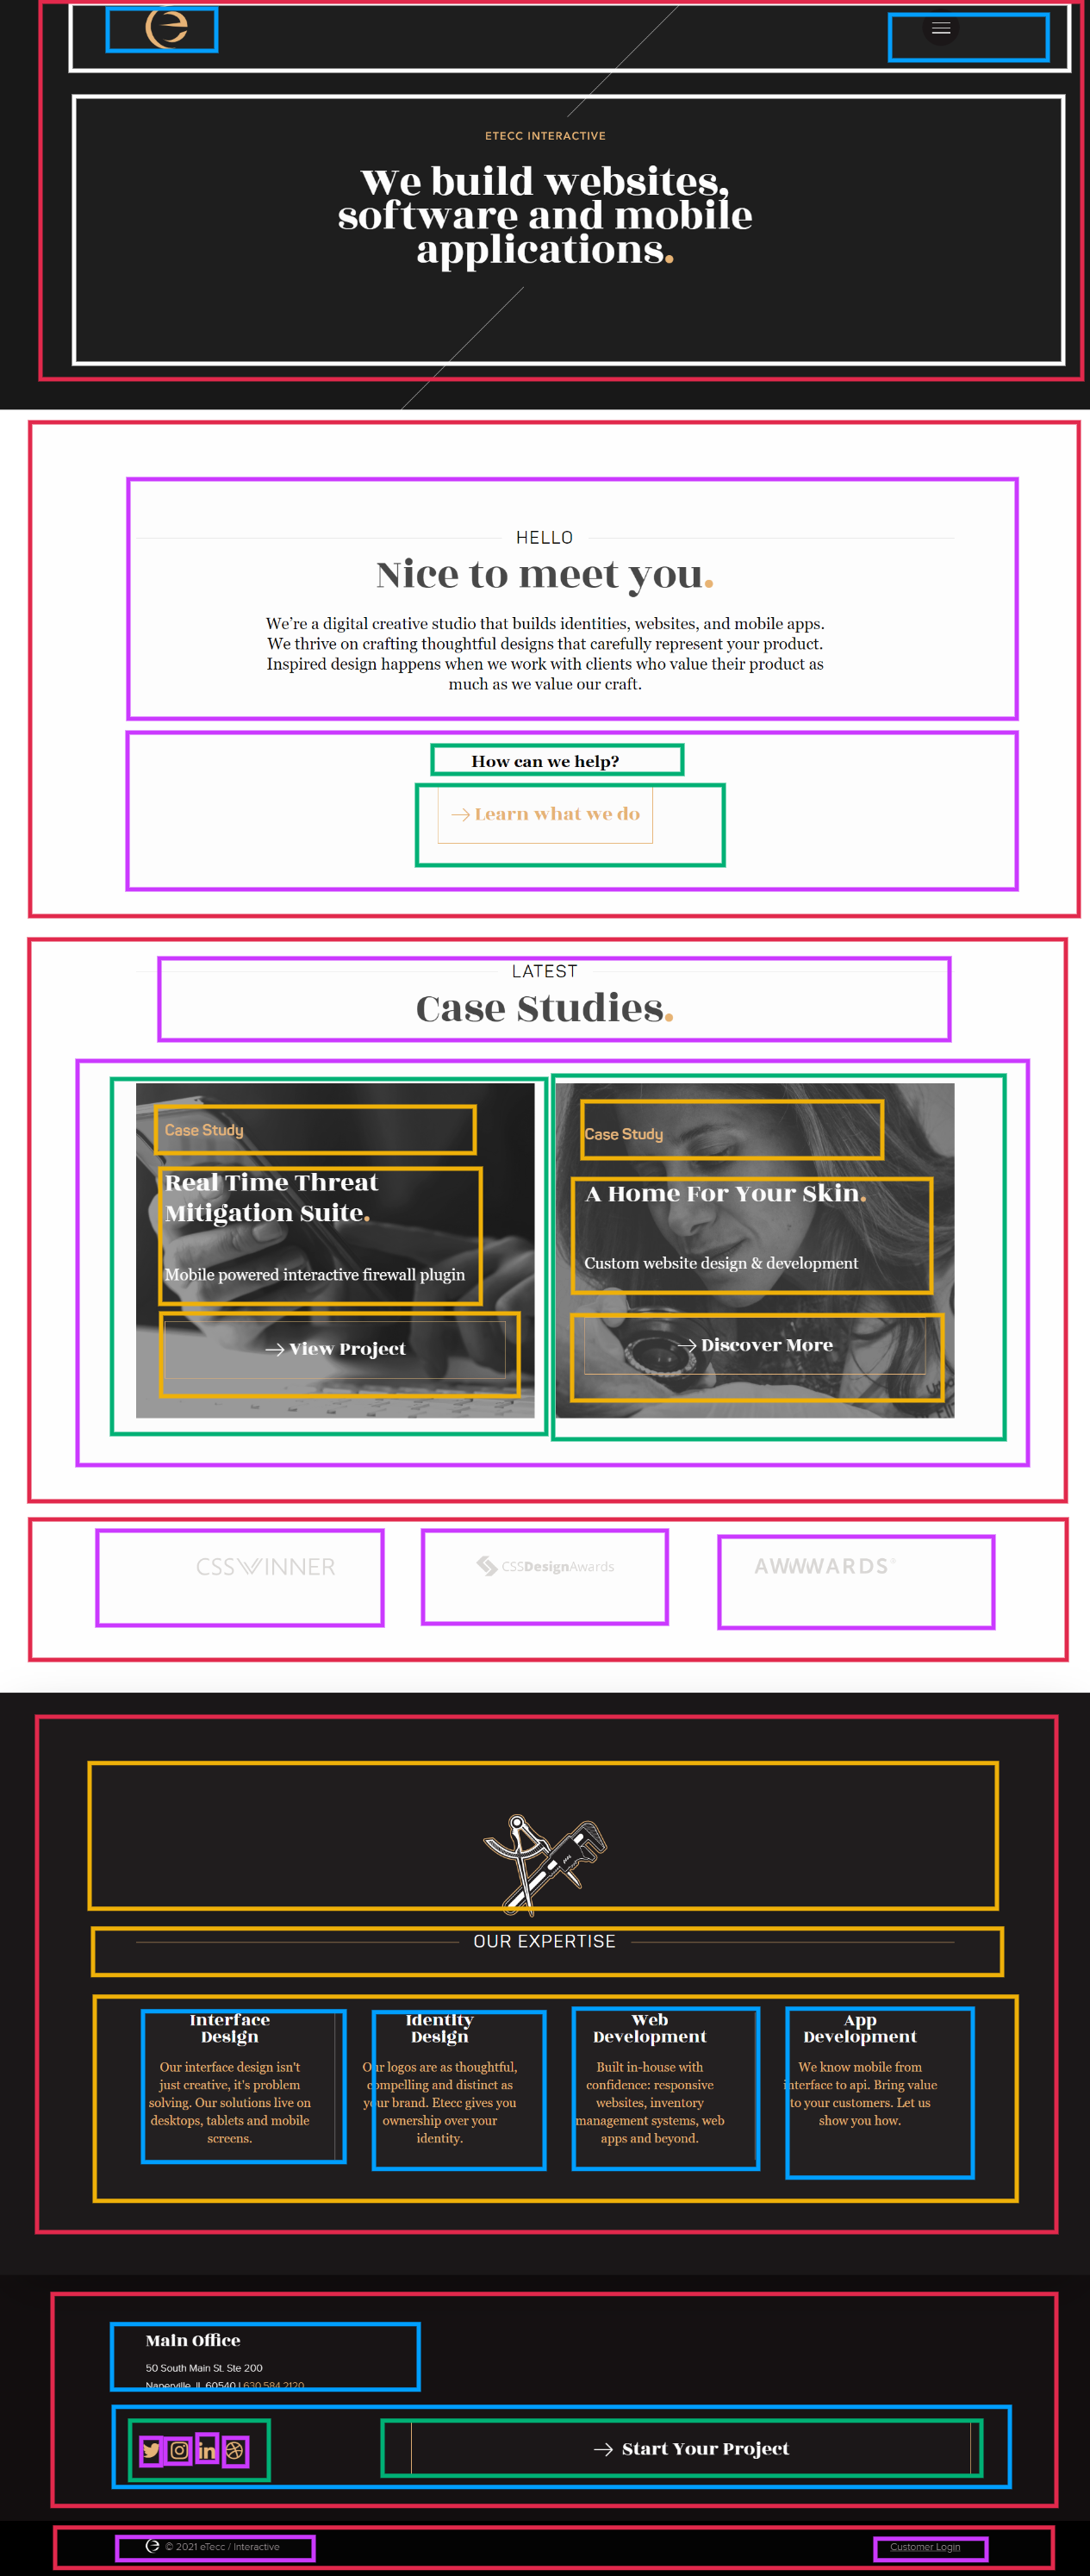 ETECC INTERACTIVE
We build websites,
software and mobile
applications.
HELLO
Nice to meet you.
We're a digital creative studio that builds identities, websites, and mobile apps.
We thrive on crafting thoughtful designs that carefully represent your product.
Inspired design happens when we work with clients who value their product as
much as we value our craft.
How can we help?
→ Learn what we do
LATEST
Case Studies.
Case Study
Real Time Threat
Mitigation Suite.
Mobile powered interactive firewall plugin
→ View Project
Case Study
A Home For Your Skin.
Custom website design & development
→ Discover More
CSS WINNER
CSSDesignAwards
AWWWARDS
OUR EXPERTISE
Interface
Design
Our interface design isn't
just creative, it's problem
solving. Our solutions live on
desktops, tablets and mobile
screens.
Identity
Design
Our logos are as thoughtful,
compelling and distinct as
your brand. Etecc gives you
ownership over your
identity.
Web
Development
Built in-house with
confidence: responsive
websites, inventory
management systems, web
apps and beyond.
App
Development
We know mobile from
interface to api. Bring value
to your customers. Let us
show you how.
Main Office
50 South Main St. Ste 200
Naperville, IL 60540 | 630.584.2120
→ Start Your Project
© 2021 eTecc / Interactive
Customer Login